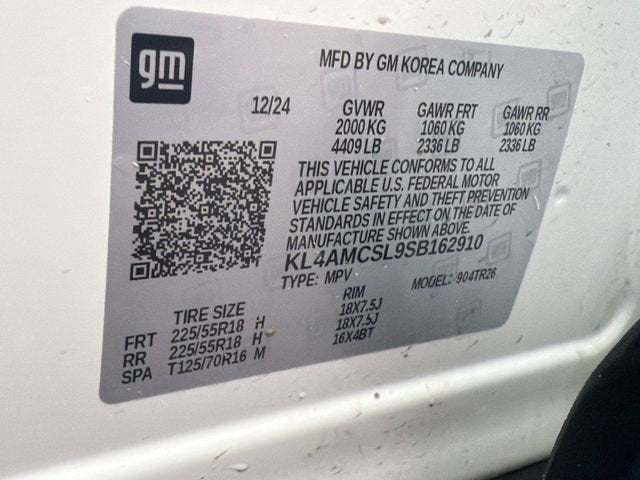 gm
MFD BY GM KOREA COMPANY
12/24 GVWR GAWR FRT GAWR RR
2000 KG 1060 KG 1060 KG
4409 LB 2336 LB 2336 LB
THIS VEHICLE CONFORMS TO ALL
APPLICABLE U.S. FEDERAL MOTOR
VEHICLE SAFETY AND THEFT PREVENTION
STANDARDS IN EFFECT ON THE DATE OF
MANUFACTURE SHOWN ABOVE.
KL4AMCSL9SB162910
TYPE: MPV MODEL: 904TR26
TIRE SIZE RIM
FRT 225/55R18 H 18X7.5J
RR 225/55R18 H 18X7.5J
SPA T125/70R16 M 16X4BT